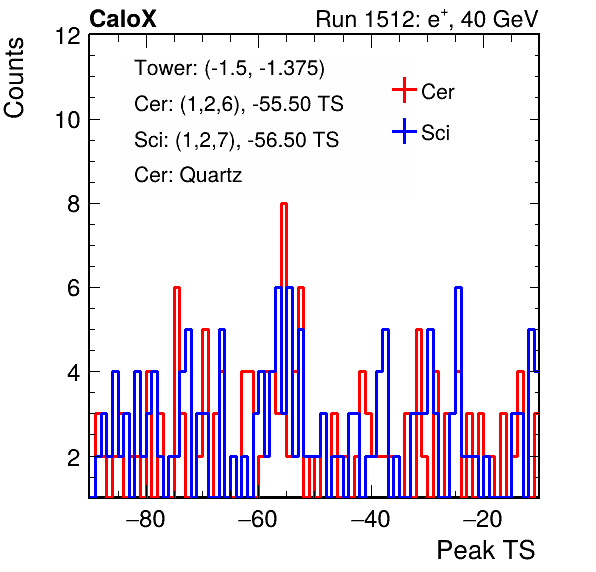 CaloX Run 1512: e⁺, 40 GeV
Counts
12
10
8
6
4
2
Tower: (-1.5, -1.375)
Cer: (1,2,6), -55.50 TS
Sci: (1,2,7), -56.50 TS
Cer: Quartz
Cer
Sci
−80 −60 −40 −20
Peak TS